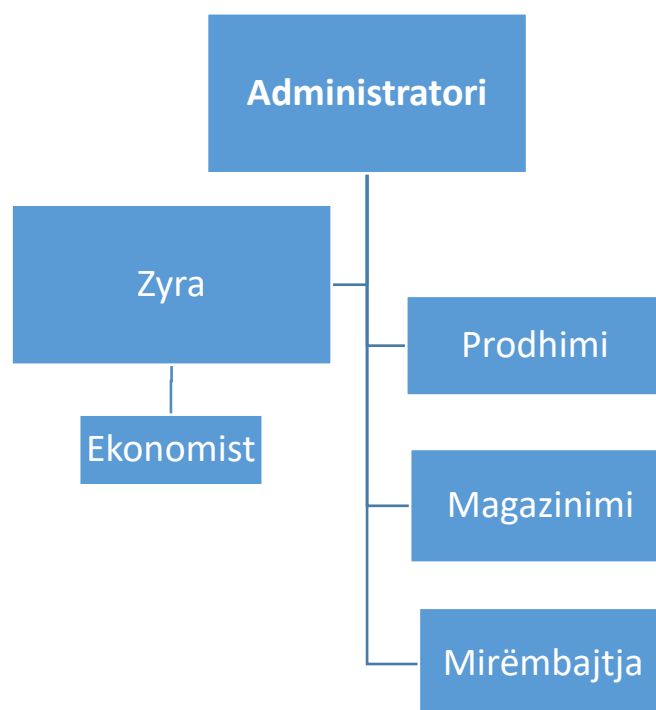 Administratori
Zyra
Prodhimi
Ekonomist
Magazinimi
Mirëmbajtja